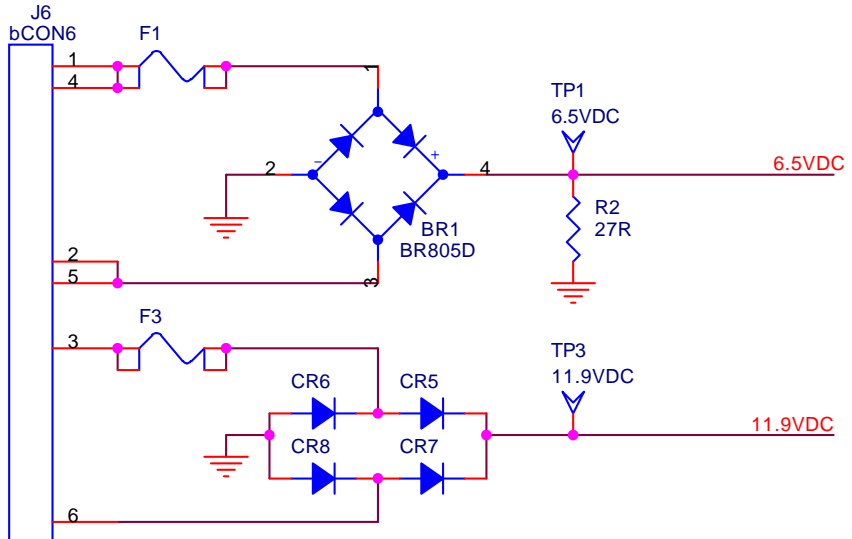 J6
bCON6
F1
1
4
1
TP1
6.5VDC
2
-
+
4
6.5VDC
R2
27R
BR1
BR805D
2
5
3
F3
3
TP3
11.9VDC
CR6
CR5
11.9VDC
CR8
CR7
6